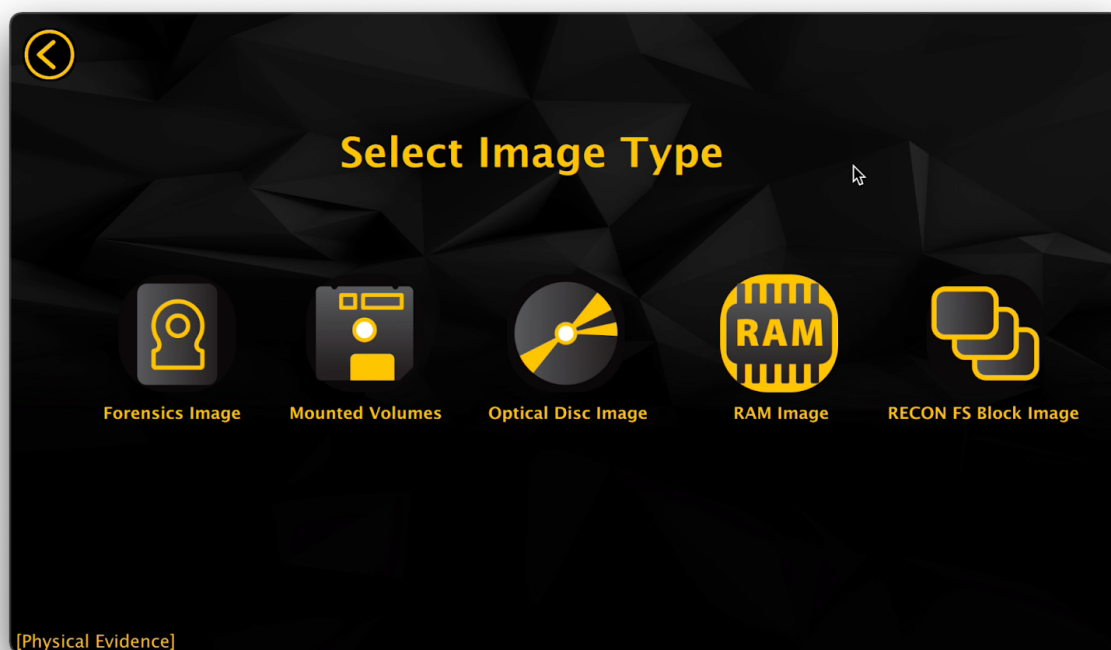 Select Image Type
RAM
Forensics Image
Mounted Volumes
Optical Disc Image
RAM Image
RECON FS Block Image
[Physical Evidence]